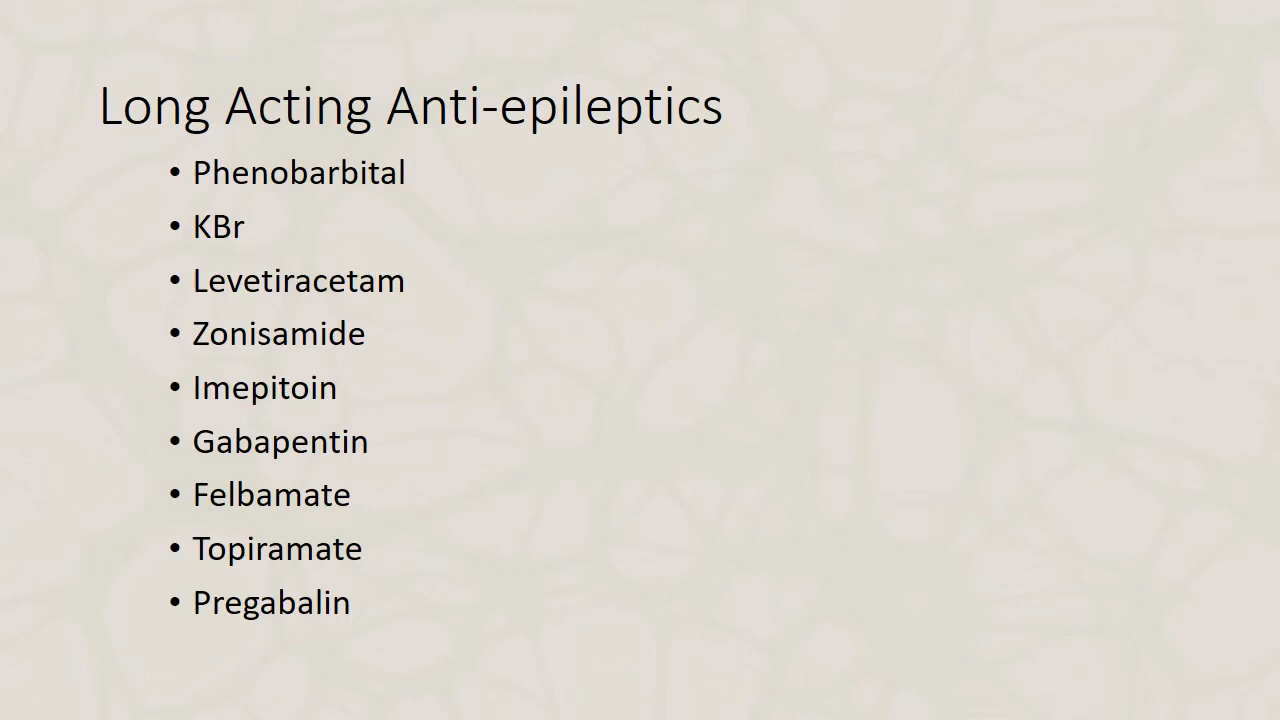 Long Acting Anti-epileptics
• Phenobarbital
• KBr
• Levetiracetam
• Zonisamide
• Imepitoin
• Gabapentin
• Felbamate
• Topiramate
• Pregabalin